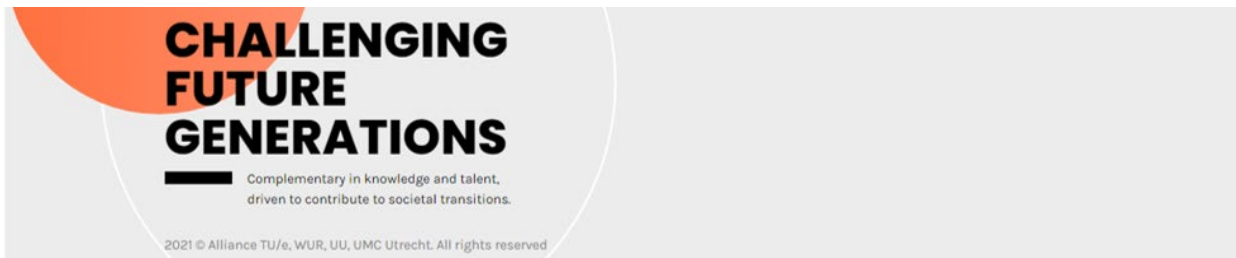 CHALLENGING
FUTURE
GENERATIONS
Complementary in knowledge and talent,
driven to contribute to societal transitions.
2021 © Alliance TU/e, WUR, UU, UMC Utrecht. All rights reserved